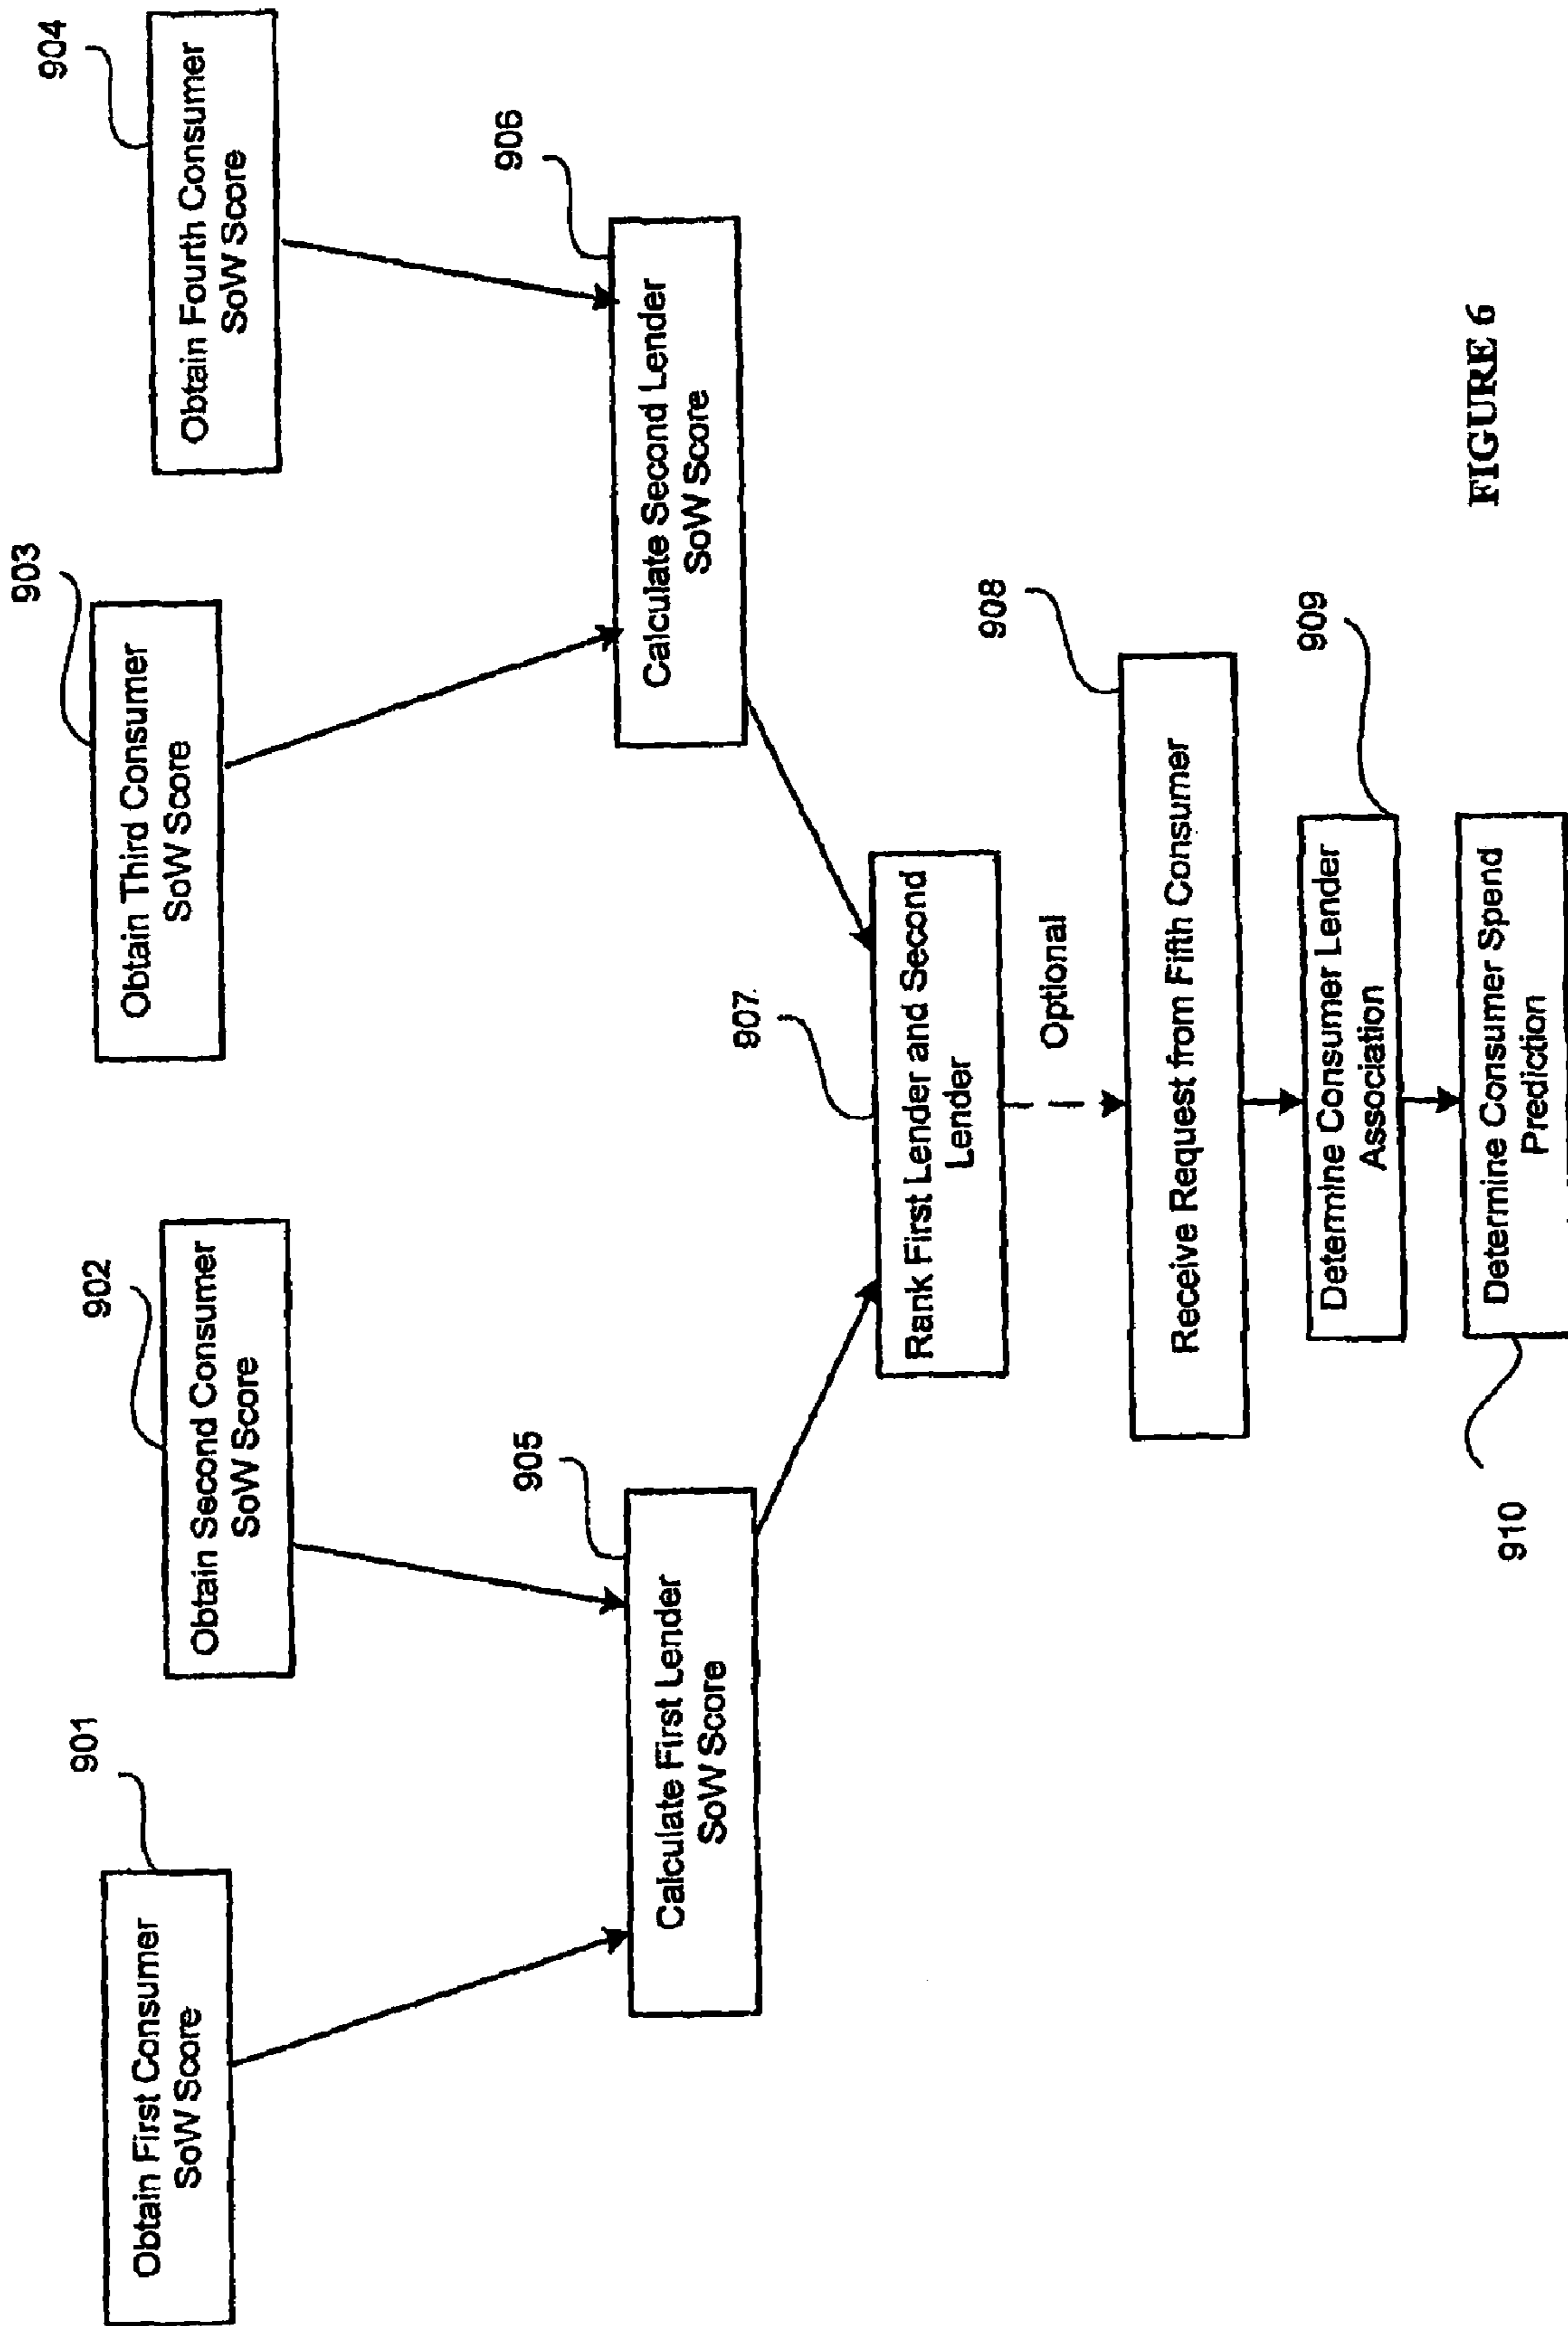 901
Obtain First Consumer
SoW Score
902
Obtain Second Consumer
SoW Score
903
Obtain Third Consumer
SoW Score
904
Obtain Fourth Consumer
SoW Score
905
Calculate First Lender
SoW Score
906
Calculate Second Lender
SoW Score
907
Rank First Lender and Second
Lender
Optional
908
Receive Request from Fifth Consumer
909
Determine Consumer Lender
Association
910
Determine Consumer Spend
Prediction
FIGURE 6